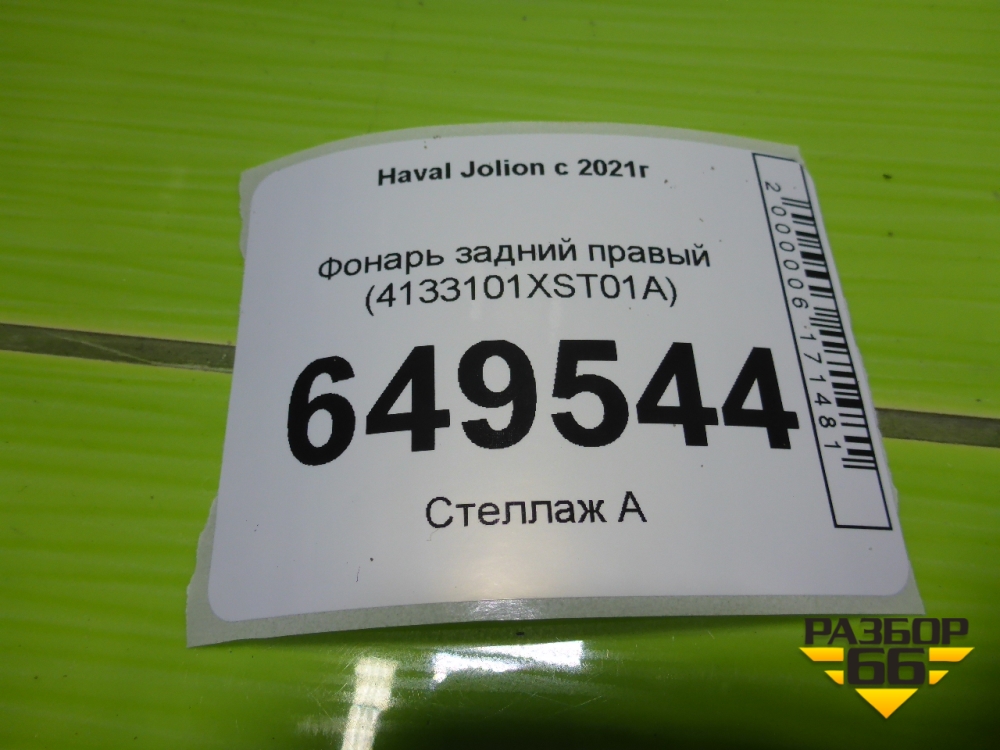 Haval Jolion с 2021г
Фонарь задний правый
(4133101XST01A)
649544
Стеллаж А
2000006171481
РАЗБОР
66